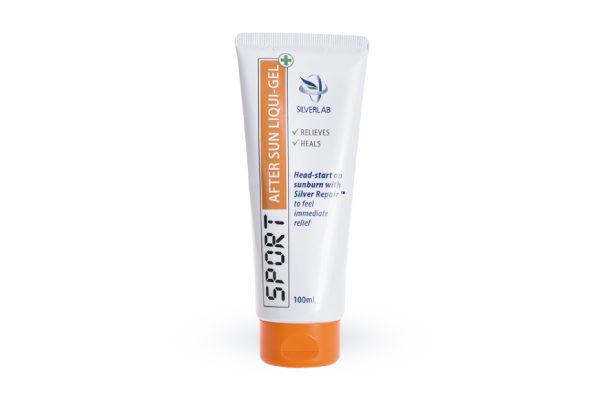 SPORT AFTER SUN LIQUI-GEL
SILVERLAB
RELIEVES
HEALS
Head-start on
sunburn with
Silver Repair™
to feel
immediate
relief
100ml